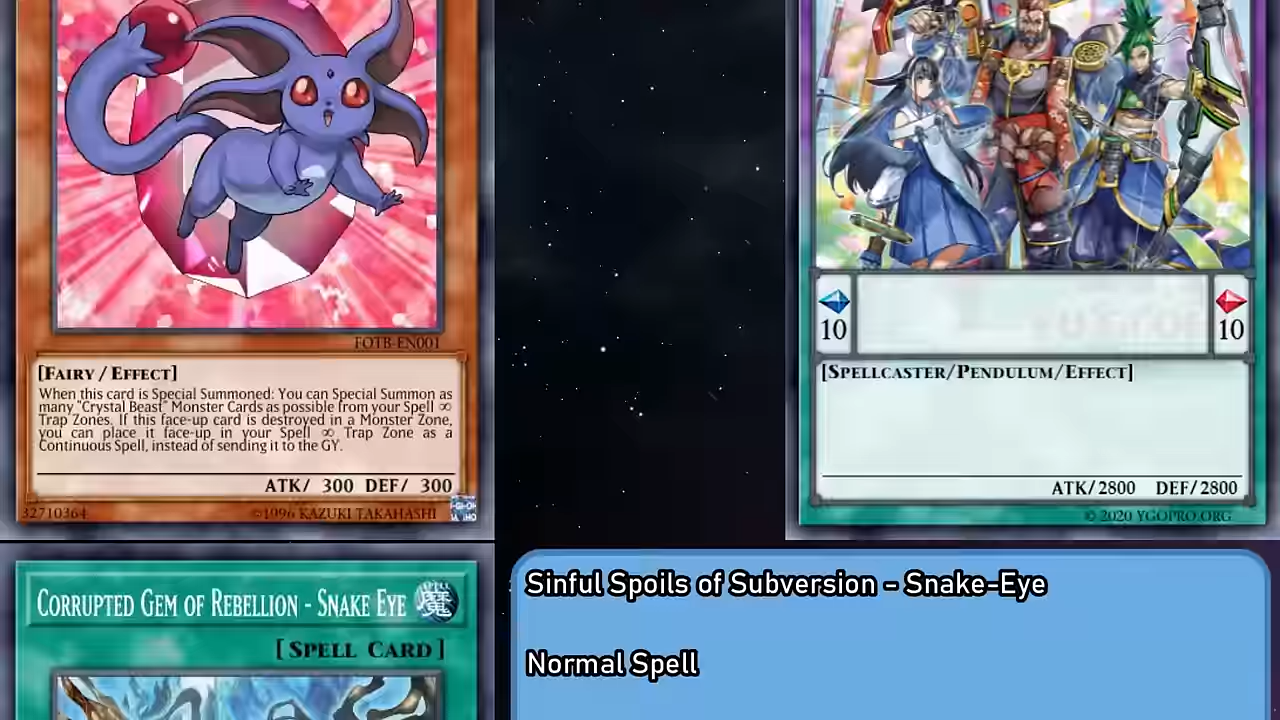 FOTB-EN001
[Fairy / Effect]
When this card is Special Summoned: You can Special Summon as
many "Crystal Beast" Monster Cards as possible from your Spell ∞
Trap Zones. If this face-up card is destroyed in a Monster Zone,
you can place it face-up in your Spell ∞ Trap Zone as a
Continuous Spell, instead of sending it to the GY.
ATK/ 300 DEF/ 300
32710364 ©1996 KAZUKI TAKAHASHI
10 10
[Spellcaster/Pendulum/Effect]
ATK/2800 DEF/2800
© 2020 YGOPRO.ORG
Corrupted Gem of Rebellion - Snake Eye 魔
[Spell Card]
Sinful Spoils of Subversion - Snake-Eye
Normal Spell